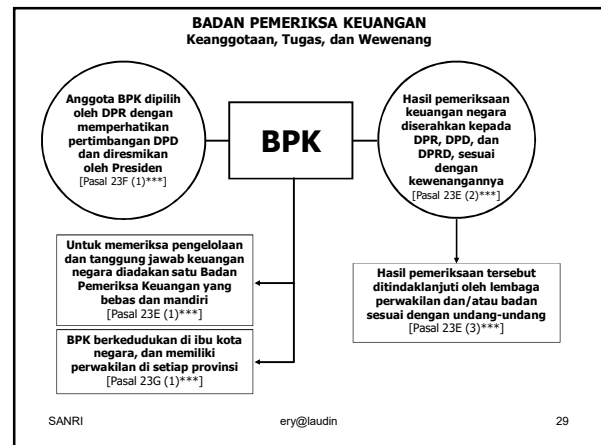 BADAN PEMERIKSA KEUANGAN
Keanggotaan, Tugas, dan Wewenang
Anggota BPK dipilih
oleh DPR dengan
memperhatikan
pertimbangan DPD
dan diresmikan
oleh Presiden
[Pasal 23F (1)***]
BPK
Hasil pemeriksaan
keuangan negara
diserahkan kepada
DPR, DPD, dan
DPRD, sesuai
dengan
kewenangannya
[Pasal 23E (2)***]
Untuk memeriksa pengelolaan
dan tanggung jawab keuangan
negara diadakan satu Badan
Pemeriksa Keuangan yang
bebas dan mandiri
[Pasal 23E (1)***]
Hasil pemeriksaan tersebut
ditindaklanjuti oleh lembaga
perwakilan dan/atau badan
sesuai dengan undang-undang
[Pasal 23E (3)***]
BPK berkedudukan di ibu kota
negara, dan memiliki
perwakilan di setiap provinsi
[Pasal 23G (1)***]
SANRI
ery@laudin
29